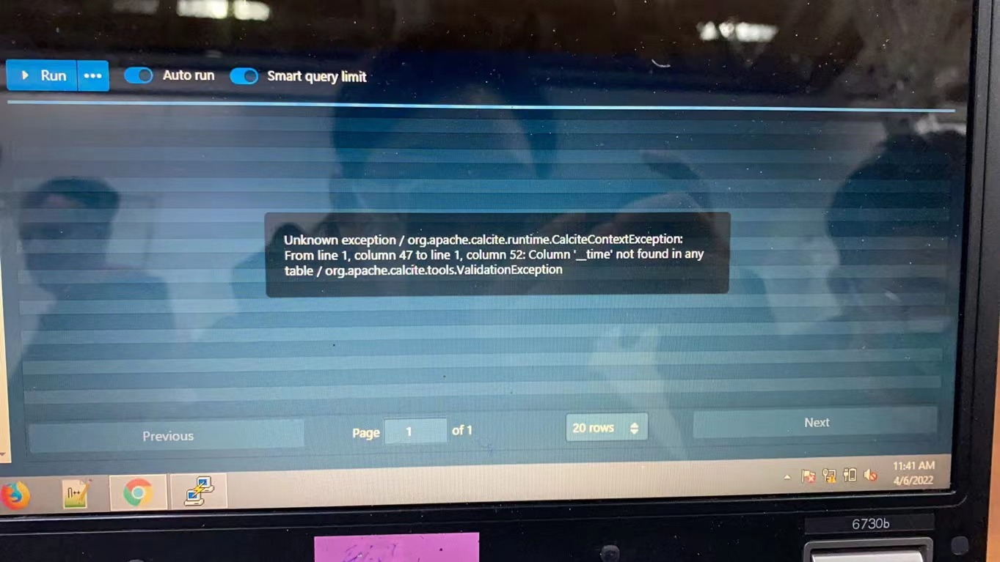 Run
Auto run
Smart query limit
Unknown exception / org.apache.calcite.runtime.CalciteContextException:
From line 1, column 47 to line 1, column 52: Column '__time' not found in any
table / org.apache.calcite.tools.ValidationException
Previous
Page
1
of 1
20 rows
Next
11:41 AM
4/6/2022
6730b